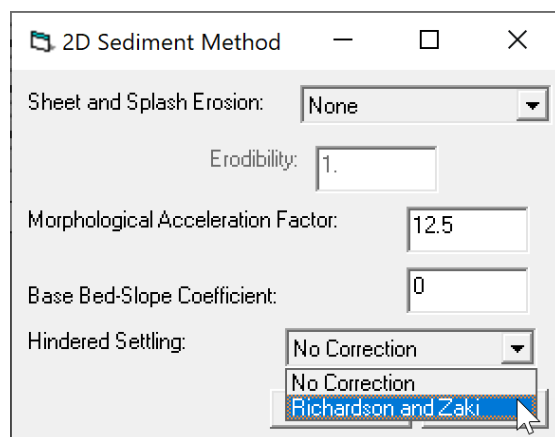 2D Sediment Method
Sheet and Splash Erosion: None
Erodibility: 1.
Morphological Acceleration Factor: 12.5
Base Bed-Slope Coefficient: 0
Hindered Settling: No Correction
No Correction
Richardson and Zaki